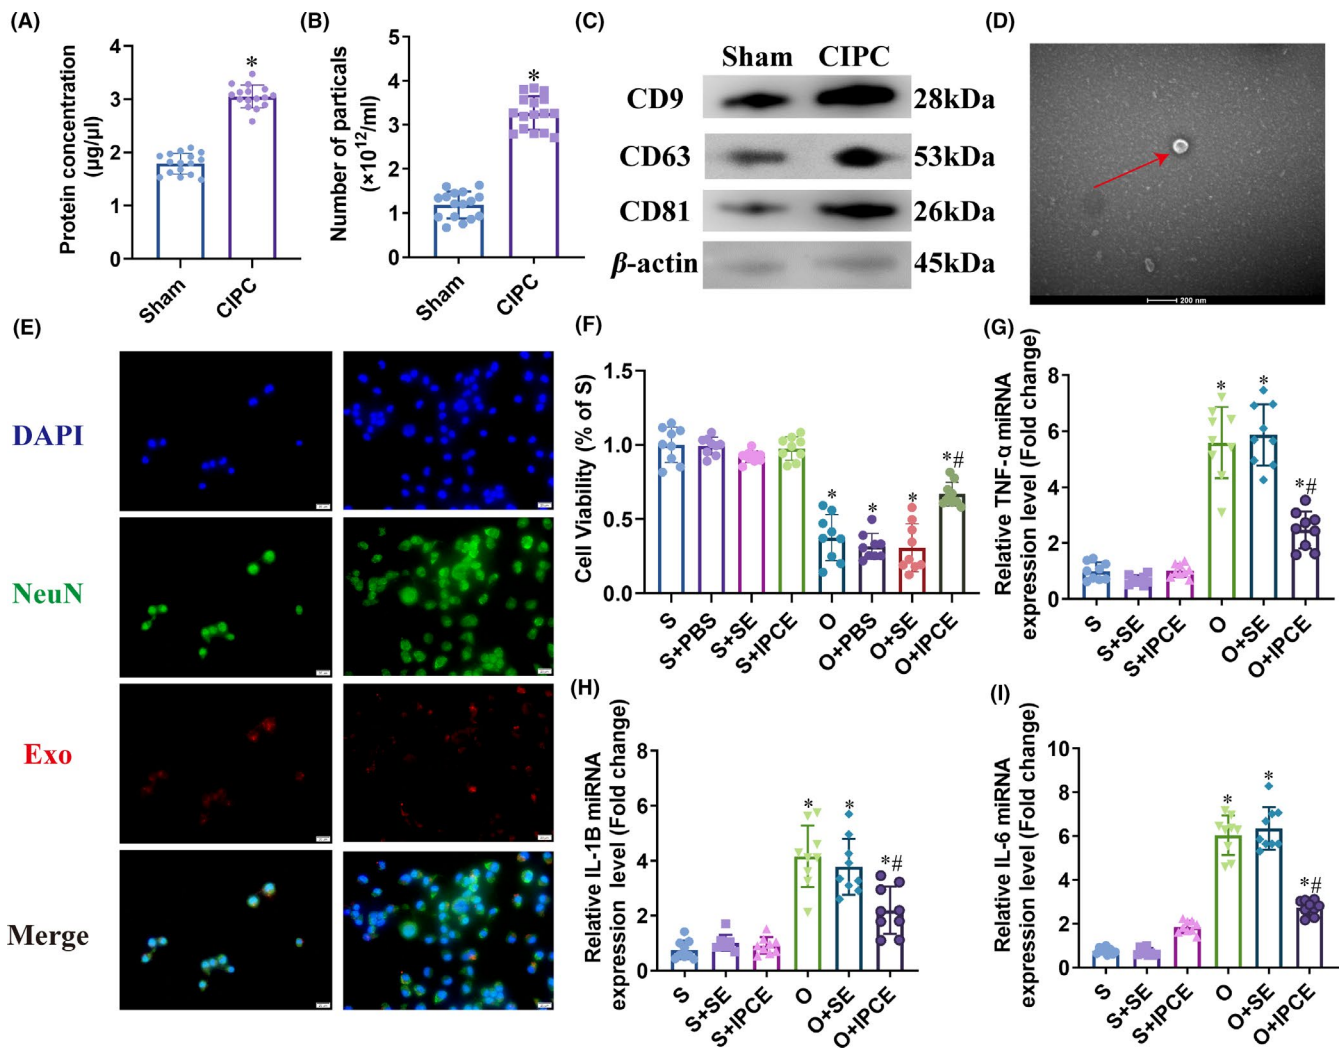 (A)
Protein concentration
(μg/μl)
4
3
2
1
0
*
Sham
CIPC
(B)
Number of particals
(×10¹²/ml)
5
4
3
2
1
0
*
Sham
CIPC
(C)
Sham CIPC
CD9 28kDa
CD63 53kDa
CD81 26kDa
β-actin 45kDa
(D)
200 nm
(E)
DAPI
NeuN
Exo
Merge
(F)
Cell Viability (% of S)
1.5
1.0
0.5
0.0
* * * *#
S
S+PBS
S+SE
S+IPCE
O
O+PBS
O+SE
O+IPCE
(G)
Relative TNF-α miRNA
expression level (Fold change)
8
6
4
2
0
* * *#
S
S+SE
S+IPCE
O
O+SE
O+IPCE
(H)
Relative IL-1B miRNA
expression level (Fold change)
8
6
4
2
0
* * *#
S
S+SE
S+IPCE
O
O+SE
O+IPCE
(I)
Relative IL-6 miRNA
expression level (Fold change)
10
8
6
4
2
0
* * *#
S
S+SE
S+IPCE
O
O+SE
O+IPCE